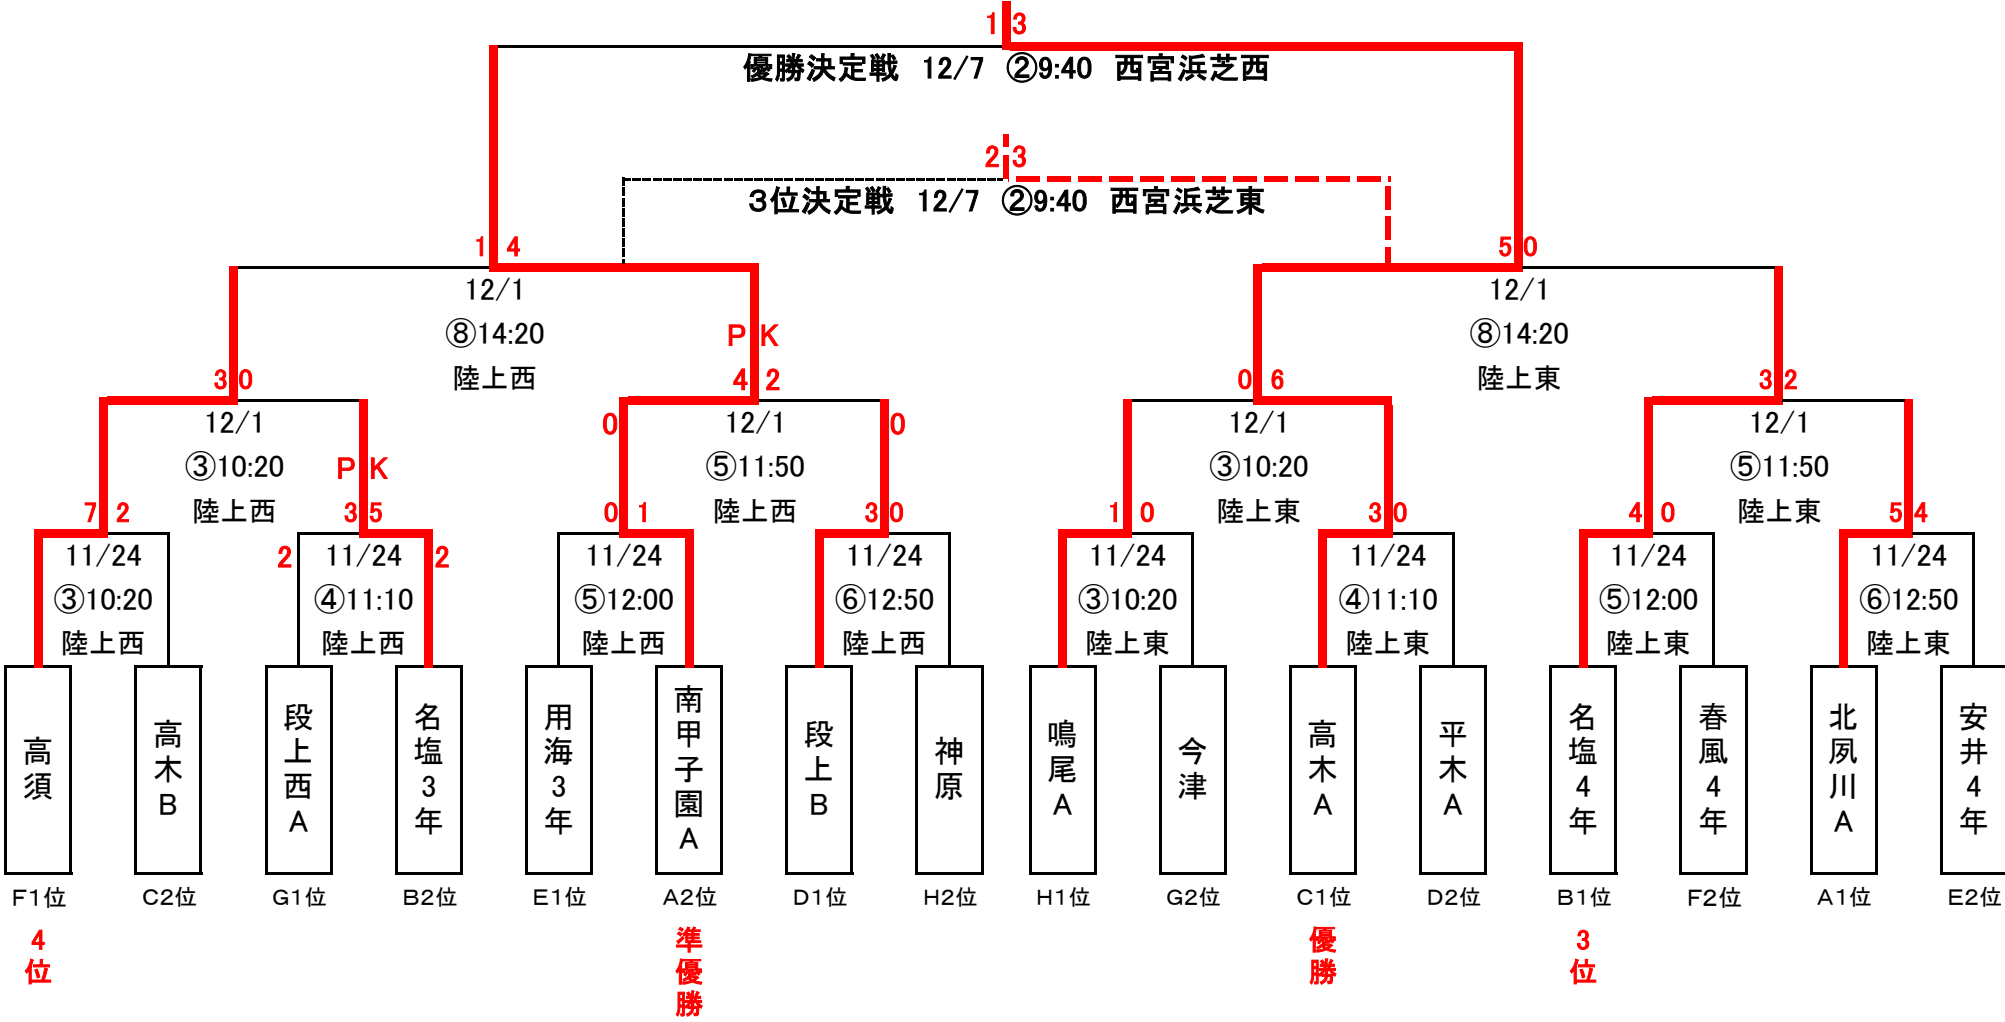 1 3
優勝決定戦 12/7 ②9:40 西宮浜芝西
2 3
3位決定戦 12/7 ②9:40 西宮浜芝東
1 4
5 0
12/1
12/1
⑧14:20
P K
⑧14:20
陸上西
陸上東
3 0
4 2
0 6
3 2
12/1
0
12/1
0
12/1
12/1
③10:20
P K
⑤11:50
③10:20
⑤11:50
陸上西
陸上西
陸上東
陸上東
7 2
3 5
0 1
3 0
1 0
3 0
4 0
5 4
11/24
2
11/24
2
11/24
11/24
11/24
11/24
11/24
11/24
③10:20
④11:10
⑤12:00
⑥12:50
③10:20
④11:10
⑤12:00
⑥12:50
陸上西
陸上西
陸上西
陸上西
陸上東
陸上東
陸上東
陸上東
高須
高木B
段上西A
名塩3年
用海3年
南甲子園A
段上B
神原
鳴尾A
今津
高木A
平木A
名塩4年
春風4年
北夙川A
安井4年
F1位
C2位
G1位
B2位
E1位
A2位
D1位
H2位
H1位
G2位
C1位
D2位
B1位
F2位
A1位
E2位
4位
準優勝
優勝
3位